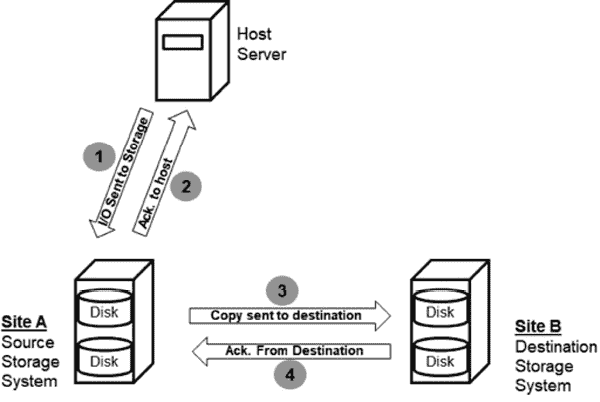 Host
Server
1
I/O Sent to Storage
Ack. to host
2
3
Copy sent to destination
Ack. From Destination
4
Site A
Source
Storage
System
Disk
Disk
Disk
Disk
Site B
Destination
Storage
System